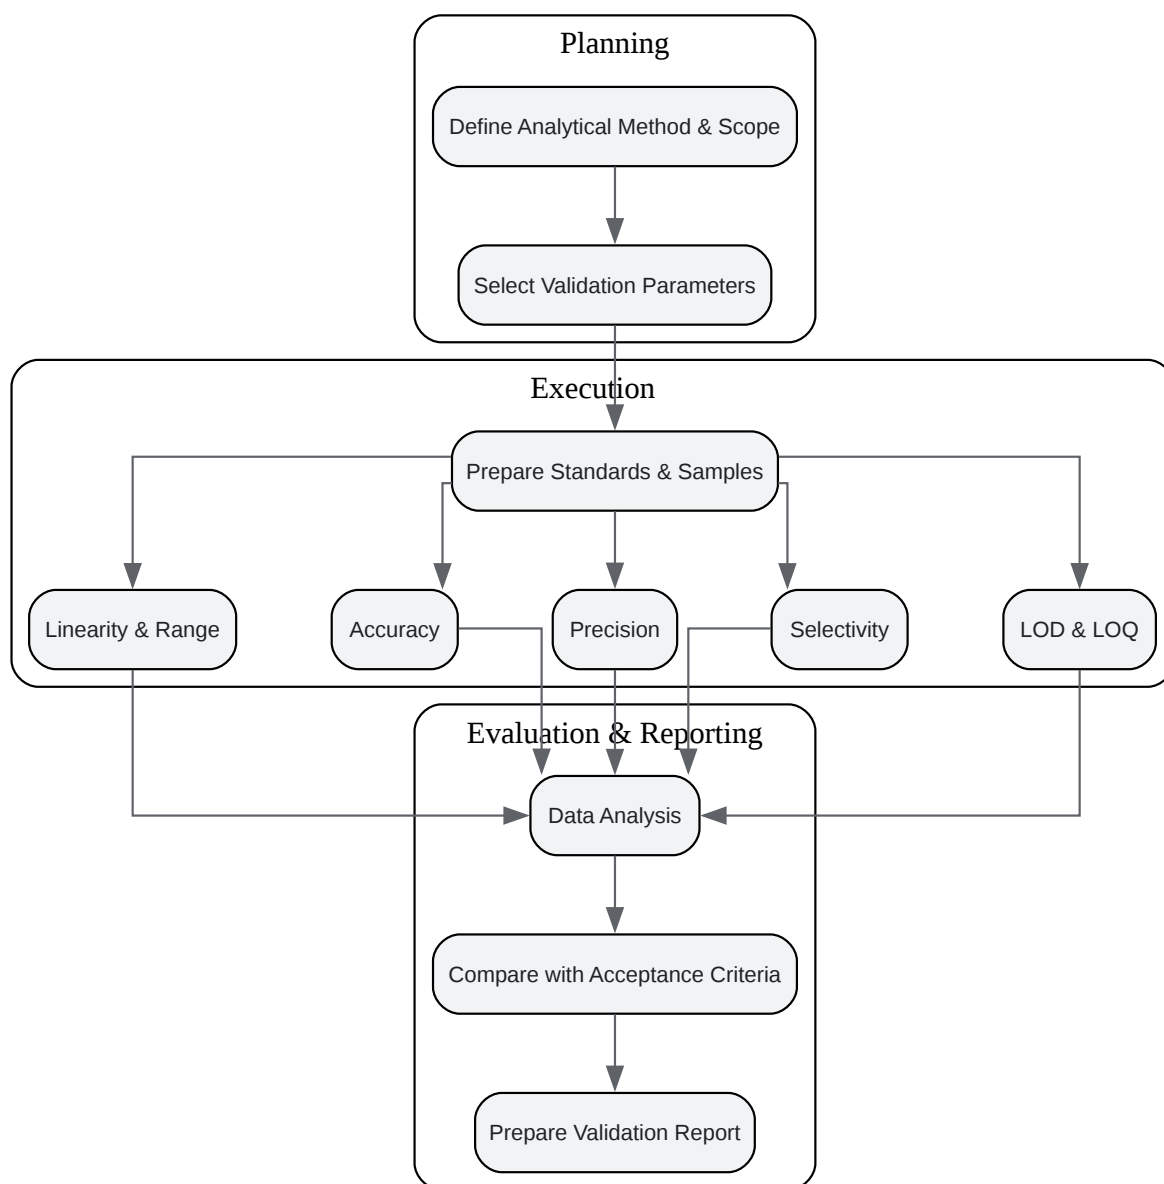 Planning
Define Analytical Method & Scope
Select Validation Parameters
Execution
Prepare Standards & Samples
Linearity & Range
Accuracy
Precision
Selectivity
LOD & LOQ
Evaluation & Reporting
Data Analysis
Compare with Acceptance Criteria
Prepare Validation Report